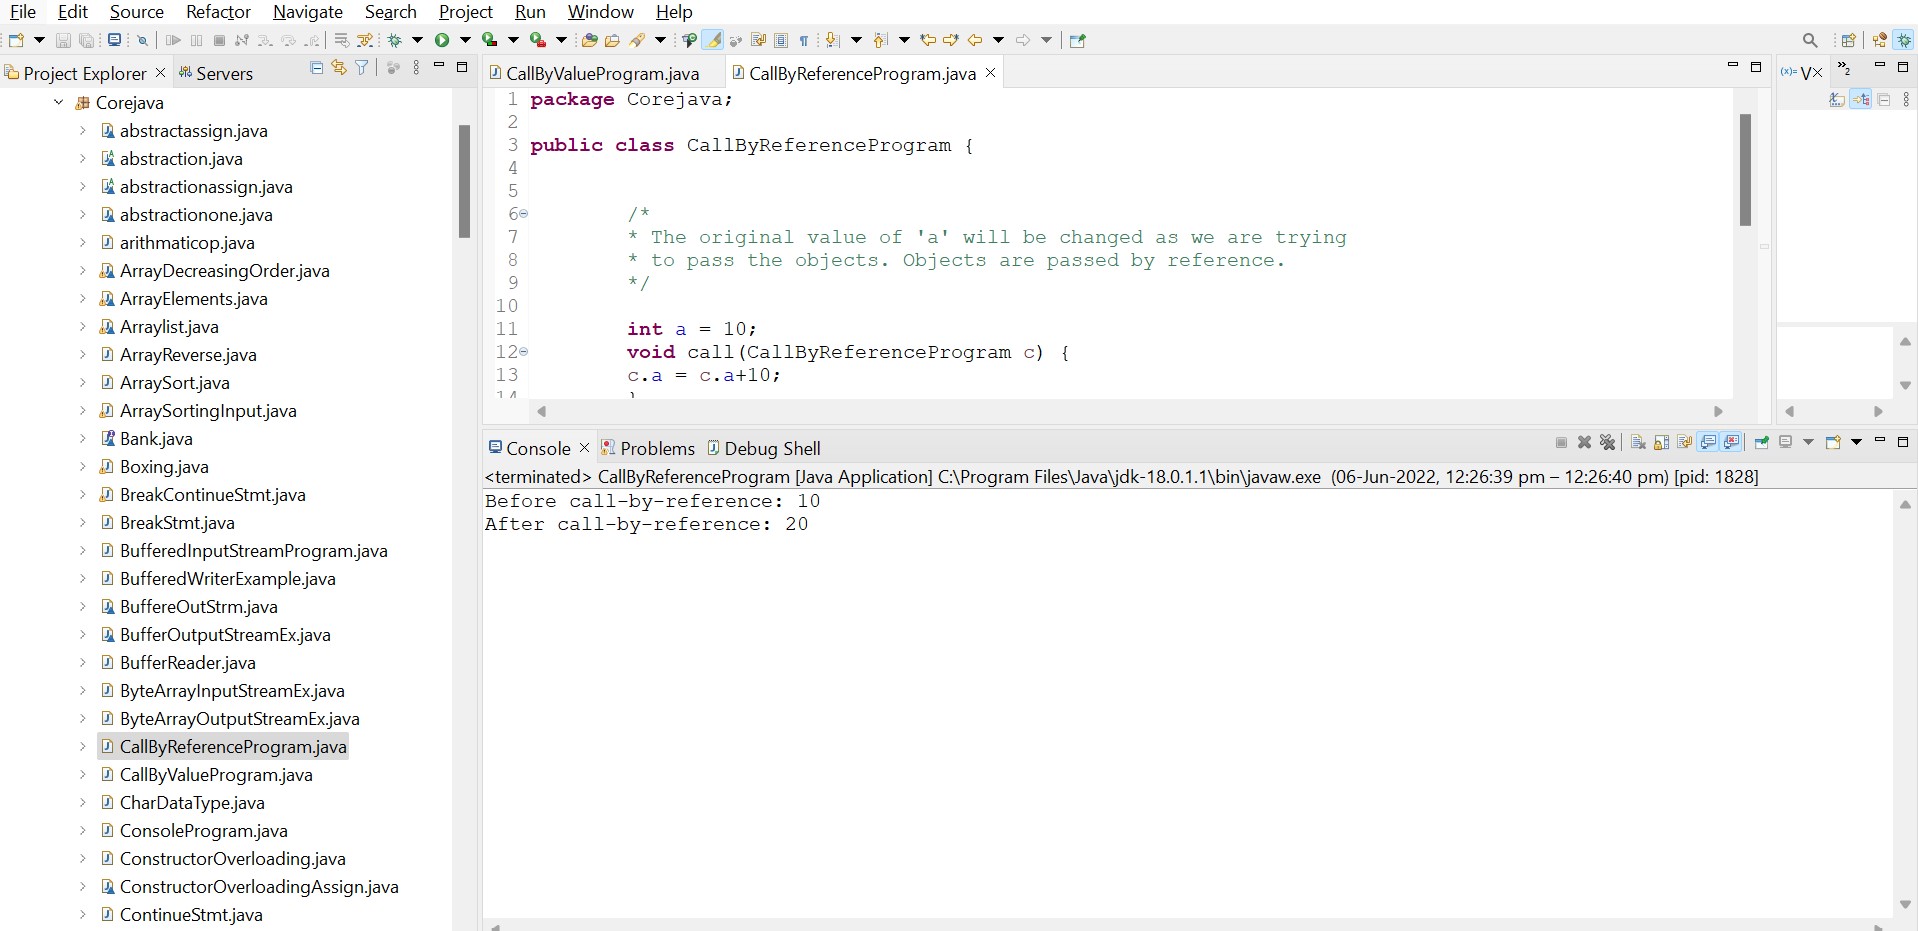 File Edit Source Refactor Navigate Search Project Run Window Help
Project Explorer Servers
Corejava
abstractassign.java
abstraction.java
abstractionassign.java
abstractionone.java
arithmaticop.java
ArrayDecreasingOrder.java
ArrayElements.java
Arraylist.java
ArrayReverse.java
ArraySort.java
ArraySortingInput.java
Bank.java
Boxing.java
BreakContinueStmt.java
BreakStmt.java
BufferedInputStreamProgram.java
BufferedWriterExample.java
BuffereOutStrm.java
BufferOutputStreamEx.java
BufferReader.java
ByteArrayInputStreamEx.java
ByteArrayOutputStreamEx.java
CallByReferenceProgram.java
CallByValueProgram.java
CharDataType.java
ConsoleProgram.java
ConstructorOverloading.java
ConstructorOverloadingAssign.java
ContinueStmt.java
CallByValueProgram.java CallByReferenceProgram.java
1 package Corejava;
2
3 public class CallByReferenceProgram {
4
5
6 /*
7 * The original value of 'a' will be changed as we are trying
8 * to pass the objects. Objects are passed by reference.
9 */
10
11 int a = 10;
12 void call(CallByReferenceProgram c) {
13 c.a = c.a+10;
14 }
(x)= V 2
Console Problems Debug Shell
<terminated> CallByReferenceProgram [Java Application] C:\Program Files\Java\jdk-18.0.1.1\bin\javaw.exe (06-Jun-2022, 12:26:39 pm – 12:26:40 pm) [pid: 1828]
Before call-by-reference: 10
After call-by-reference: 20